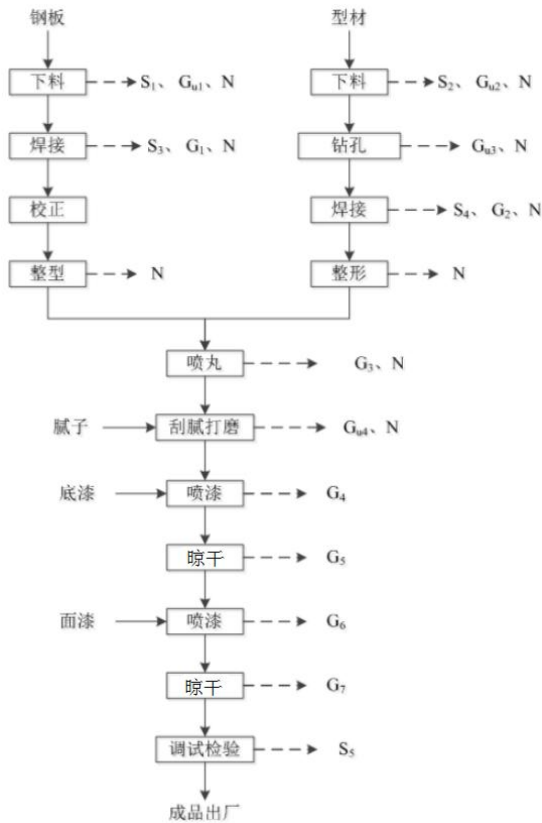 钢板 型材
下料 S₁、Gᵤ₁、N 下料 S₂、Gᵤ₂、N
焊接 S₃、G₁、N 钻孔 Gᵤ₃、N
校正 焊接 S₄、G₂、N
整型 N 整形 N
喷丸 G₃、N
腻子 刮腻打磨 Gᵤ₄、N
底漆 喷漆 G₄
晾干 G₅
面漆 喷漆 G₆
晾干 G₇
调试检验 S₅
成品出厂